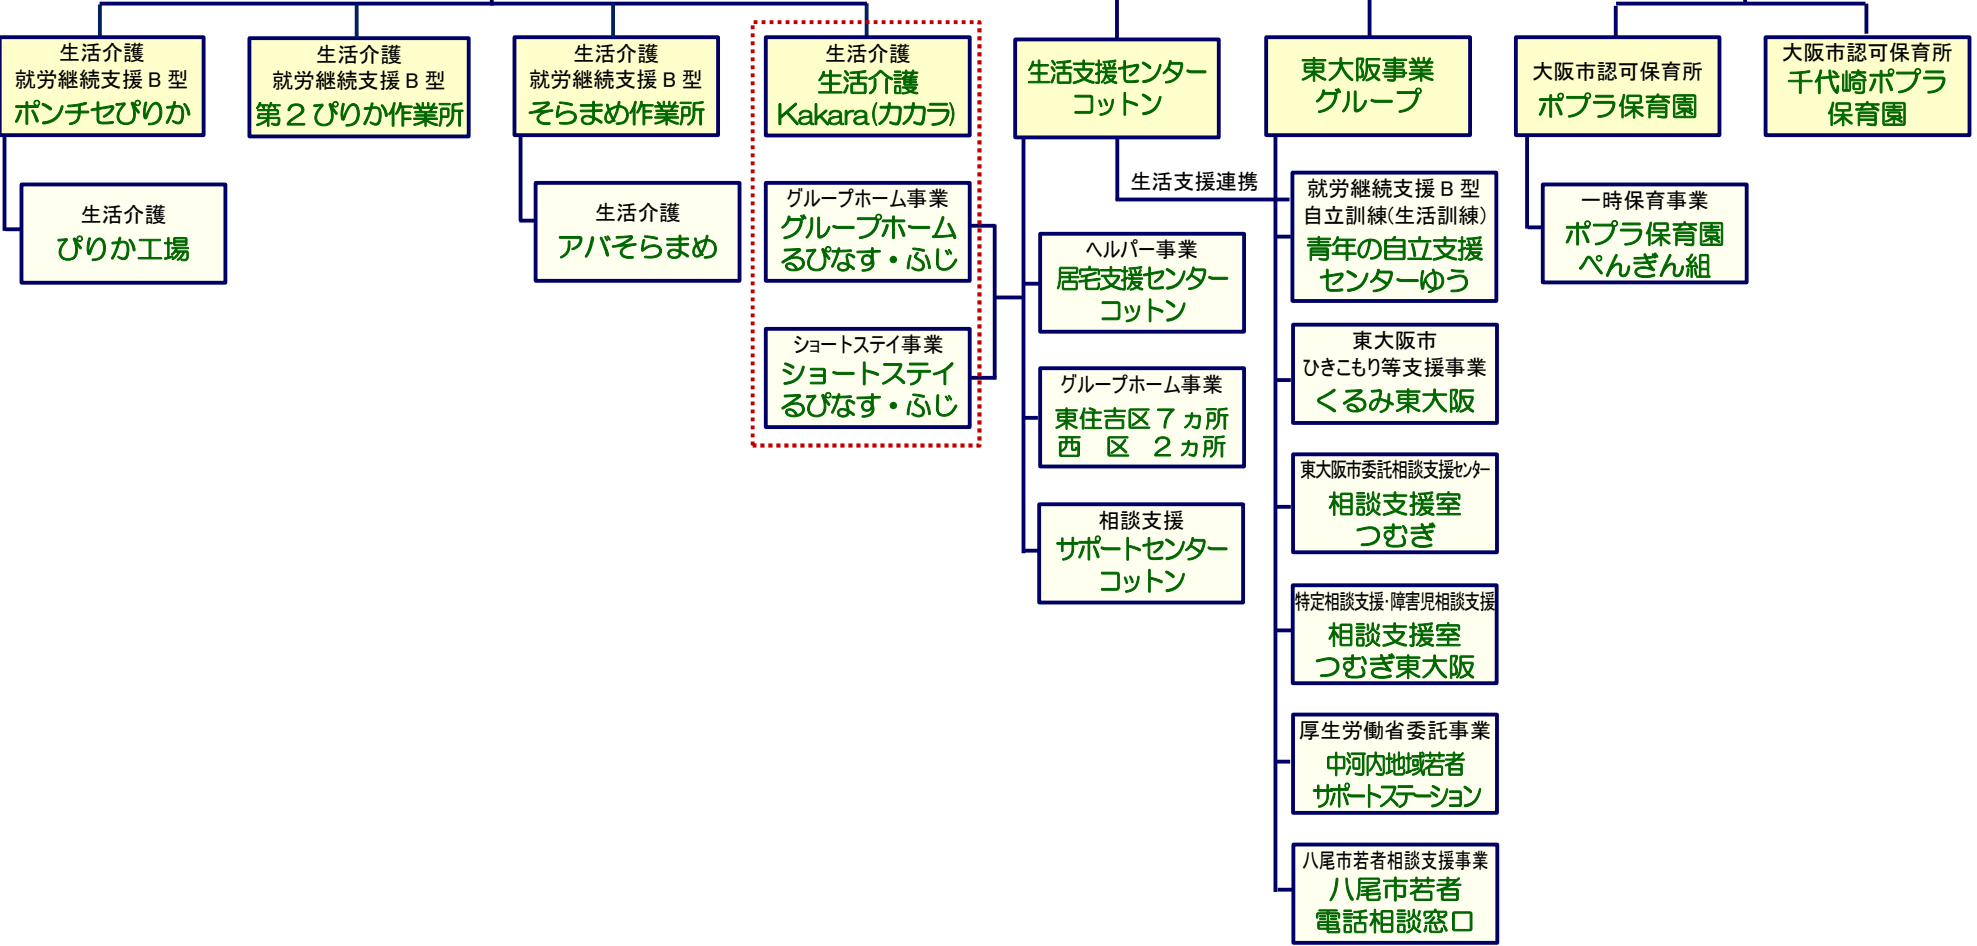 生活介護
就労継続支援Ｂ型
ポンチセぴりか
生活介護
就労継続支援Ｂ型
第２ぴりか作業所
生活介護
就労継続支援Ｂ型
そらまめ作業所
生活介護
生活介護
Kakara(カカラ)
生活支援センター
コットン
東大阪事業
グループ
大阪市認可保育所
ポプラ保育園
大阪市認可保育所
千代崎ポプラ
保育園
生活介護
ぴりか工場
生活介護
アバそらまめ
グループホーム事業
グループホーム
るぴなす・ふじ
ショートステイ事業
ショートステイ
るぴなす・ふじ
生活支援連携
ヘルパー事業
居宅支援センター
コットン
グループホーム事業
東住吉区７ヵ所
西　区　２ヵ所
相談支援
サポートセンター
コットン
就労継続支援Ｂ型
自立訓練(生活訓練)
青年の自立支援
センターゆう
東大阪市
ひきこもり等支援事業
くるみ東大阪
東大阪市委託相談支援センター
相談支援室
つむぎ
特定相談支援・障害児相談支援
相談支援室
つむぎ東大阪
厚生労働省委託事業
中河内地域若者
サポートステーション
八尾市若者相談支援事業
八尾市若者
電話相談窓口
一時保育事業
ポプラ保育園
ぺんぎん組